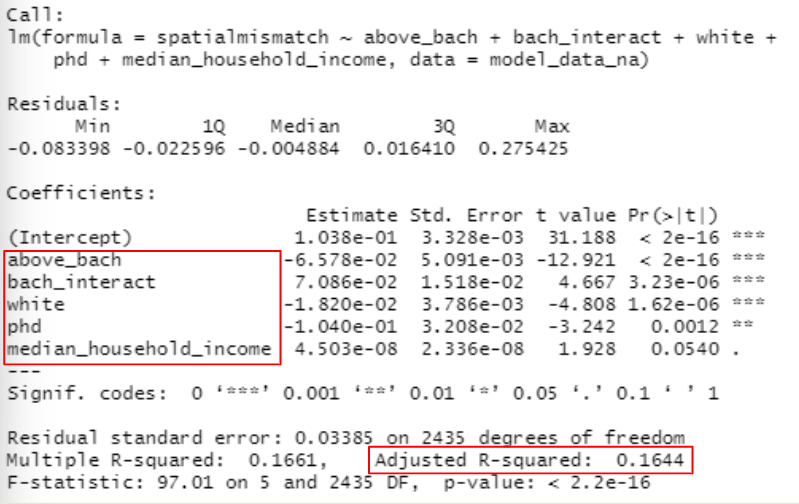 Call:
lm(formula = spatialmismatch ~ above_bach + bach_interact + white +
    phd + median_household_income, data = model_data_na)

Residuals:
      Min        1Q    Median        3Q       Max
-0.083398 -0.022596 -0.004884  0.016410  0.275425

Coefficients:
                          Estimate Std. Error t value Pr(>|t|)
(Intercept)              1.038e-01  3.328e-03  31.188  < 2e-16 ***
above_bach              -6.578e-02  5.091e-03 -12.921  < 2e-16 ***
bach_interact            7.086e-02  1.518e-02   4.667 3.23e-06 ***
white                   -1.820e-02  3.786e-03  -4.808 1.62e-06 ***
phd                     -1.040e-01  3.208e-02  -3.242   0.0012 **
median_household_income  4.503e-08  2.336e-08   1.928   0.0540 .
---
Signif. codes:  0 ‘***’ 0.001 ‘**’ 0.01 ‘*’ 0.05 ‘.’ 0.1 ‘ ’ 1

Residual standard error: 0.03385 on 2435 degrees of freedom
Multiple R-squared:  0.1661,    Adjusted R-squared:  0.1644
F-statistic: 97.01 on 5 and 2435 DF,  p-value: < 2.2e-16